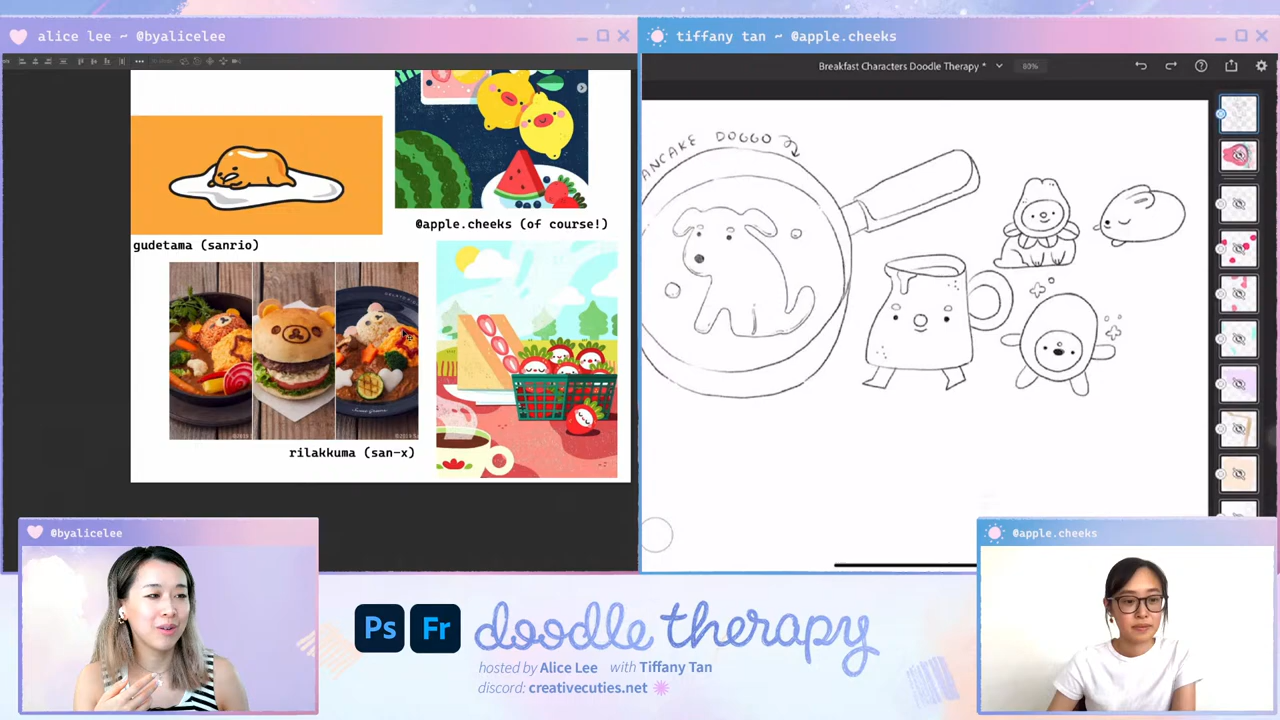 alice lee ~ @byalicelee
tiffany tan ~ @apple.cheeks
Breakfast Characters Doodle Therapy *
80%
gudetama (sanrio)
@apple.cheeks (of course!)
rilakkuma (san-x)
DOGGO
@byalicelee
@apple.cheeks
Ps
Fr
doodle therapy
hosted by Alice Lee with Tiffany Tan
discord: creativecuties.net